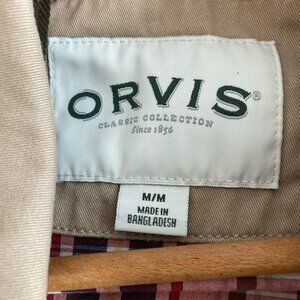 ORVIS®
CLASSIC COLLECTION
Since 1856
M/M
MADE IN
BANGLADESH